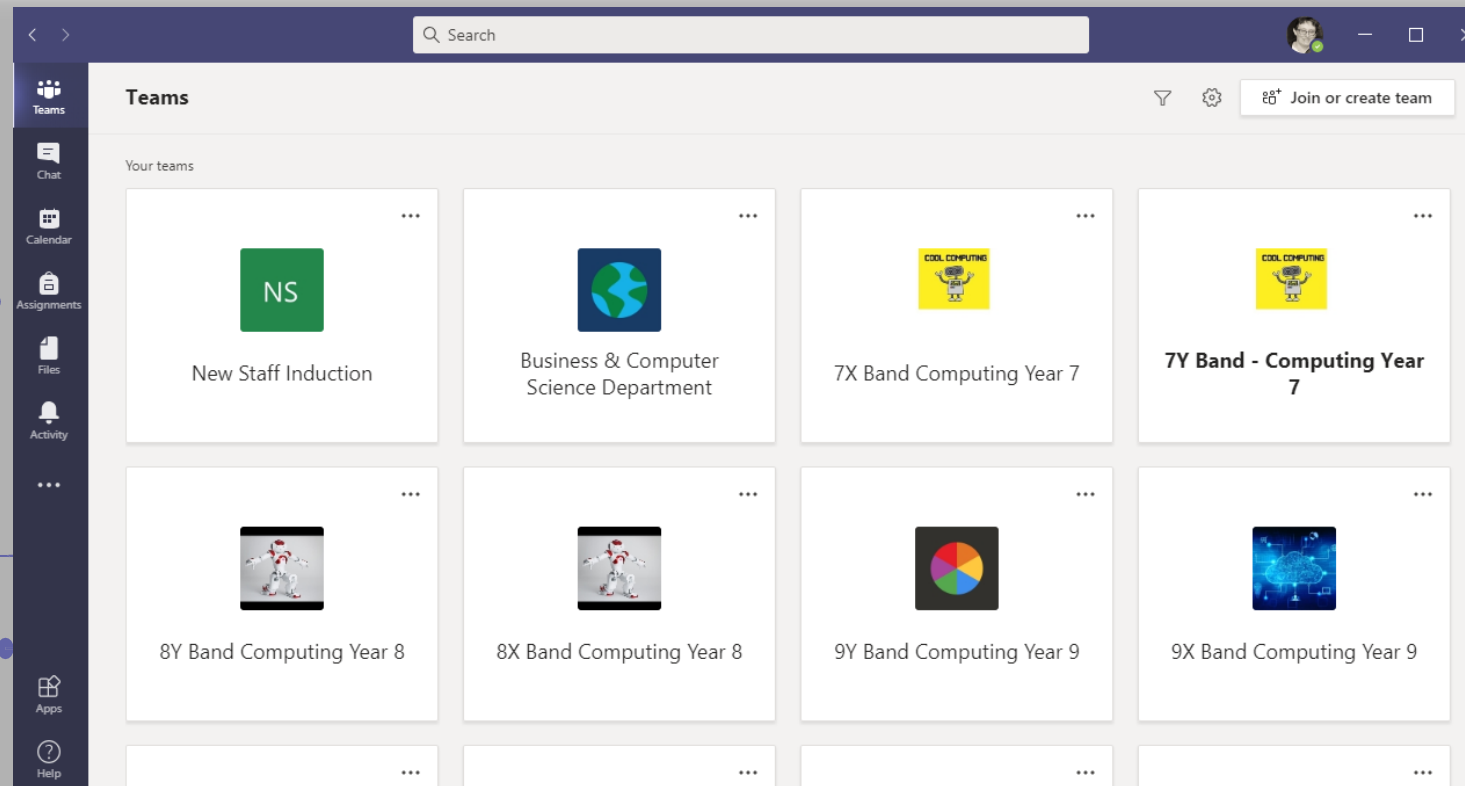 Search
Teams
Teams
Join or create team
Chat
Your teams
Calendar
NS
COOL COMPUTING
COOL COMPUTING
Assignments
New Staff Induction
Business & Computer
Science Department
7X Band Computing Year 7
7Y Band - Computing Year
7
Files
Activity
8Y Band Computing Year 8
8X Band Computing Year 8
9Y Band Computing Year 9
9X Band Computing Year 9
Apps
Help